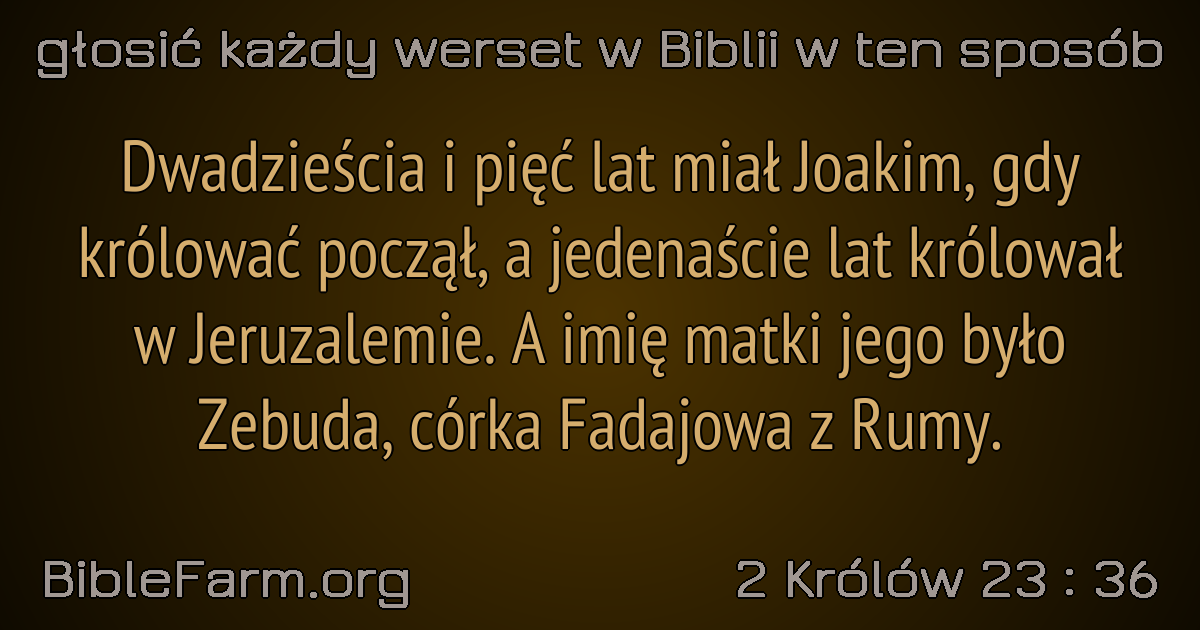 głosić każdy werset w Biblii w ten sposób
Dwadzieścia i pięć lat miał Joakim, gdy
królować począł, a jedenaście lat królował
w Jeruzalemie. A imię matki jego było
Zebuda, córka Fadajowa z Rumy.
BibleFarm.org
2 Królów 23 : 36